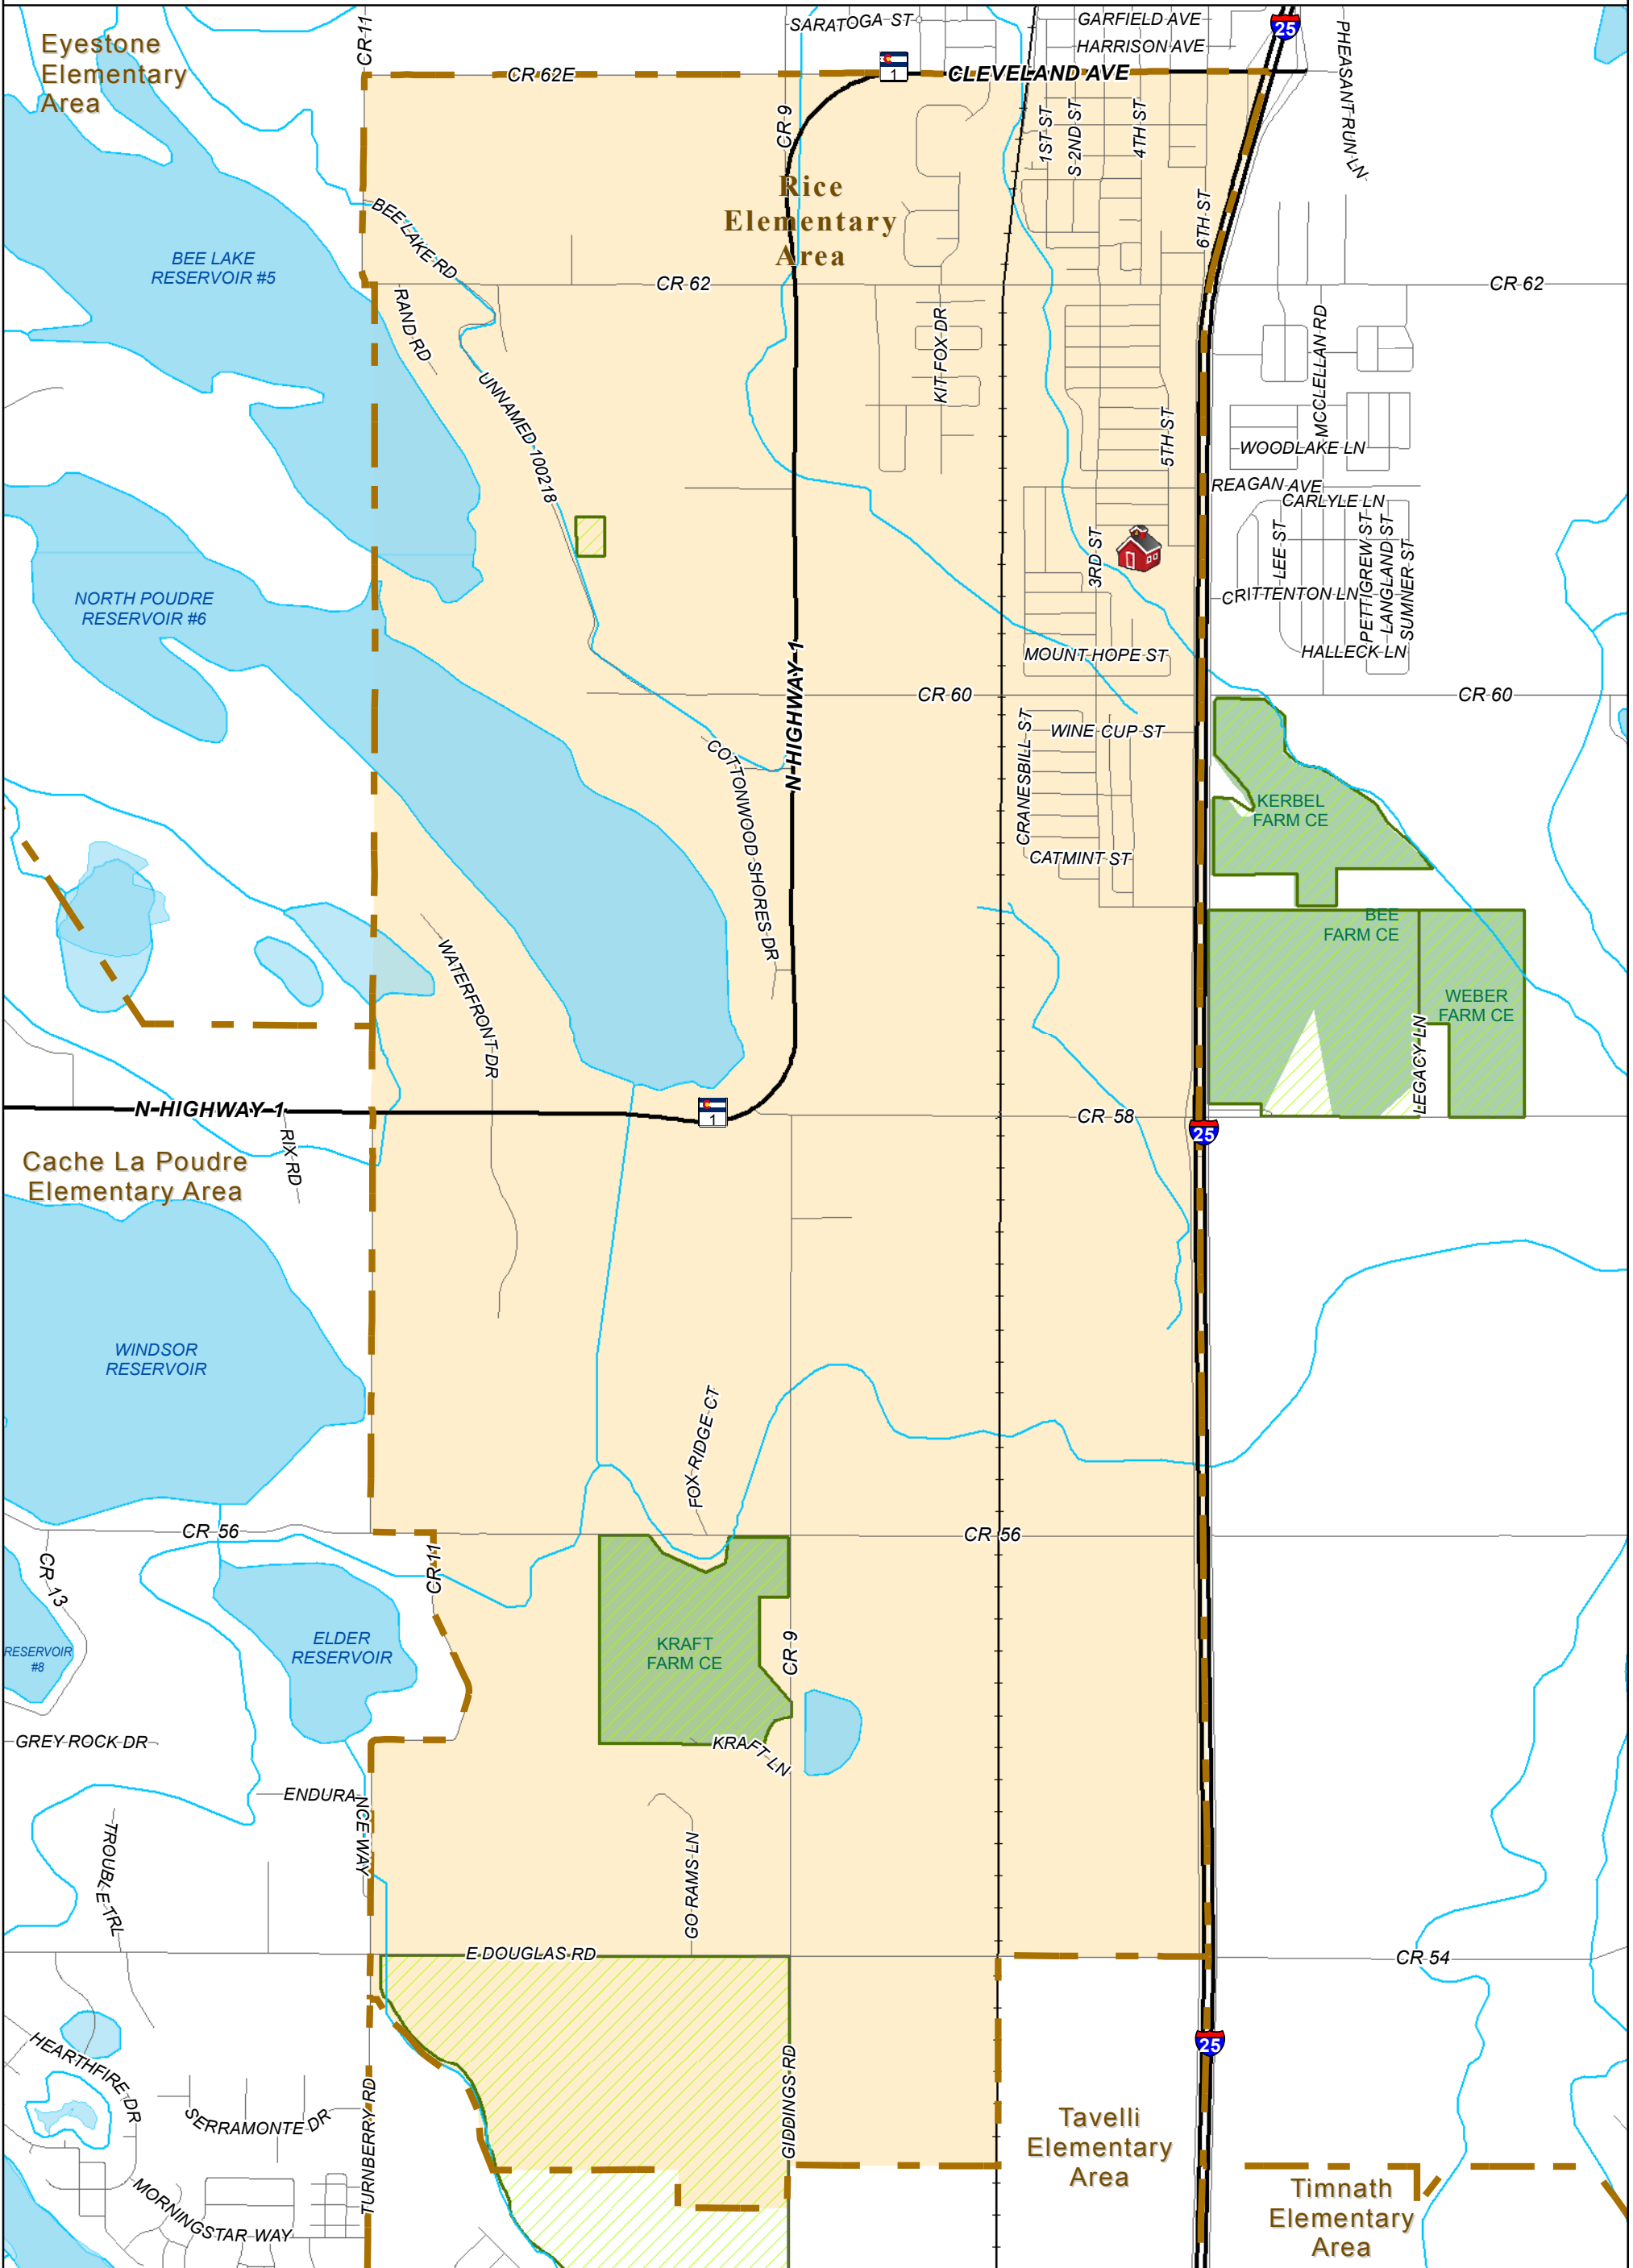 CR 11
SARATOGA ST
GARFIELD AVE
25
PHEASANT RUN LN
Eyestone
Elementary
Area
HARRISON AVE
CR 62E
1
CLEVELAND AVE
CR 9
1ST ST
S 2ND ST
4TH ST
Rice
Elementary
Area
6TH ST
BEE LAKE RD
BEE LAKE
RESERVOIR #5
CR 62
CR 62
RAND RD
KIT FOX DR
MCCLELLAN RD
UNNAMED 100218
5TH ST
WOODLAKE LN
REAGAN AVE
CARLYLE LN
LEE ST
PETTIGREW ST
LANGLAND ST
SUMNER ST
3RD ST
NORTH POUDRE
RESERVOIR #6
CRITTENTON LN
HALLECK LN
MOUNT HOPE ST
N HIGHWAY 1
CR 60
CR 60
CRANESBILL ST
WINE CUP ST
COTTONWOOD SHORES DR
KERBEL
FARM CE
CATMINT ST
BEE
FARM CE
WATERFRONT DR
WEBER
FARM CE
LEGACY LN
N HIGHWAY 1
1
CR 58
25
RIX RD
Cache La Poudre
Elementary Area
WINDSOR
RESERVOIR
FOX RIDGE CT
CR 56
CR 56
CR 13
CR 11
ELDER
RESERVOIR
RESERVOIR
#8
KRAFT
FARM CE
CR 9
GREY ROCK DR
KRAFT LN
ENDURANCE WAY
TROUBLE TRL
GO RAMS LN
E DOUGLAS RD
CR 54
25
HEARTHFIRE DR
SERRAMONTE DR
TURNBERRY RD
GIDDINGS RD
Tavelli
Elementary
Area
MORNINGSTAR WAY
Timnath
Elementary
Area